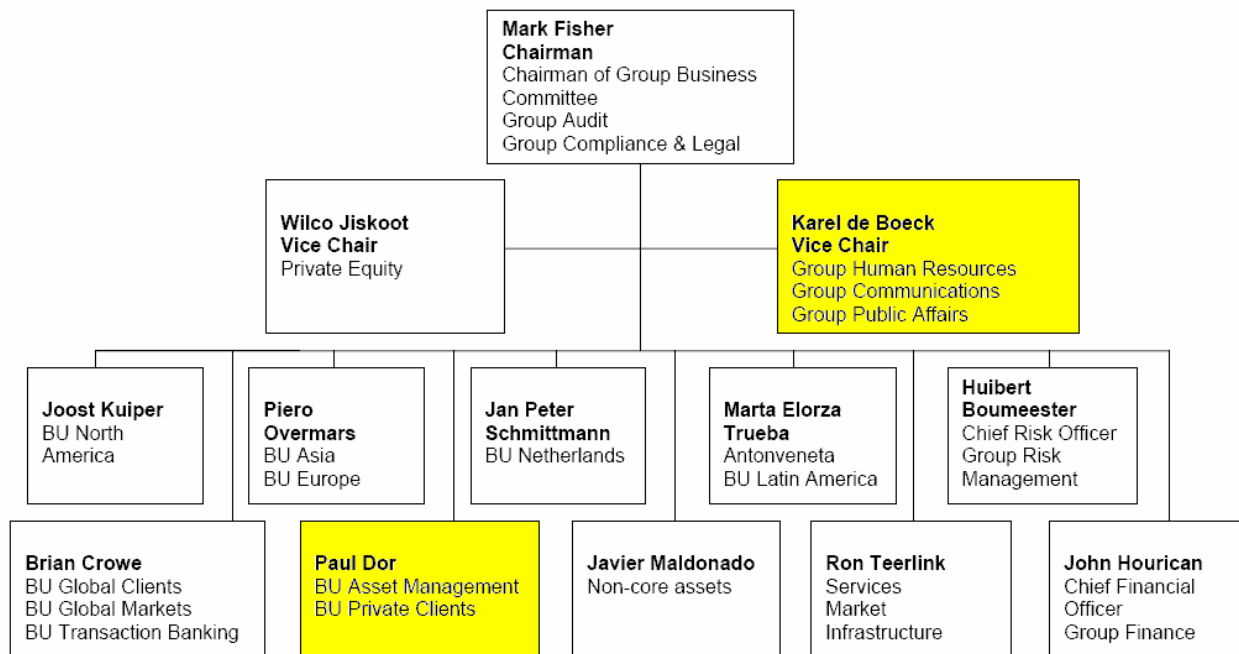 Mark Fisher
Chairman
Chairman of Group Business
Committee
Group Audit
Group Compliance & Legal
Wilco Jiskoot
Vice Chair
Private Equity
Karel de Boeck
Vice Chair
Group Human Resources
Group Communications
Group Public Affairs
Joost Kuiper
BU North
America
Piero
Overmars
BU Asia
BU Europe
Jan Peter
Schmittmann
BU Netherlands
Marta Elorza
Trueba
Antonveneta
BU Latin America
Huibert
Boumeester
Chief Risk Officer
Group Risk
Management
Brian Crowe
BU Global Clients
BU Global Markets
BU Transaction Banking
Paul Dor
BU Asset Management
BU Private Clients
Javier Maldonado
Non-core assets
Ron Teerlink
Services
Market
Infrastructure
John Hourican
Chief Financial
Officer
Group Finance